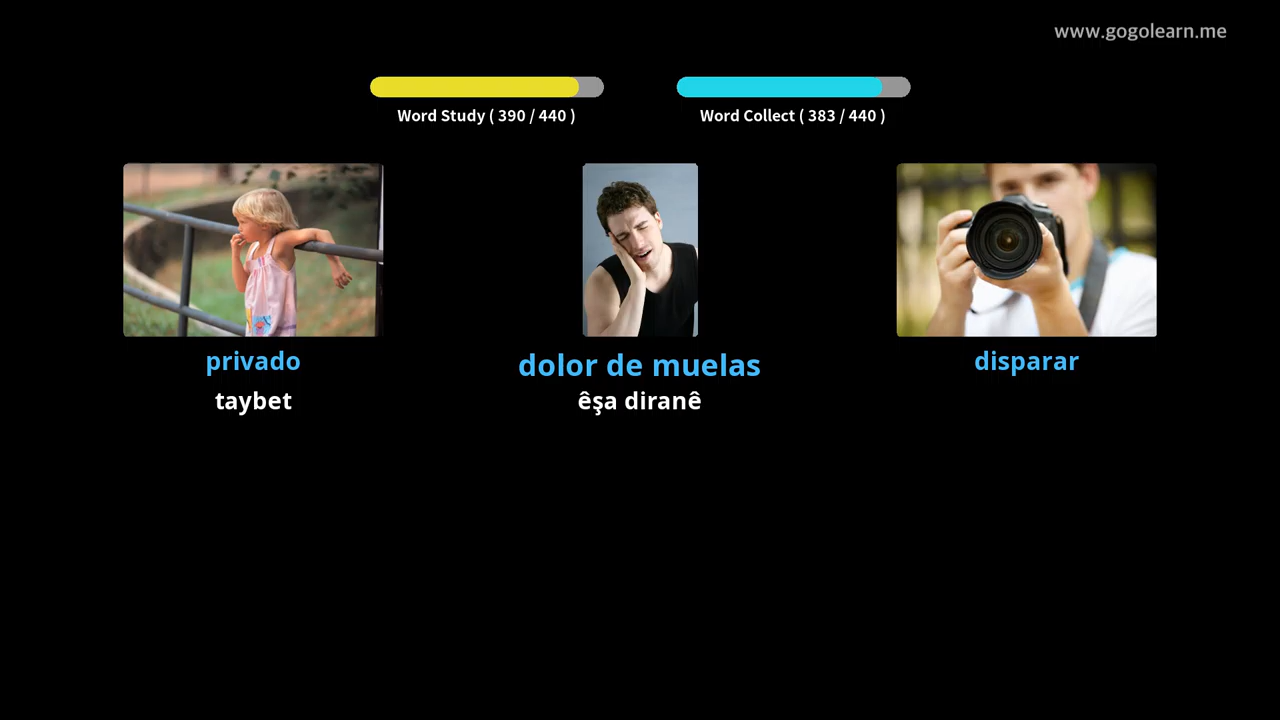 www.gogolearn.me
Word Study ( 390 / 440 )
Word Collect ( 383 / 440 )
privado
dolor de muelas
disparar
taybet
êşa diranê